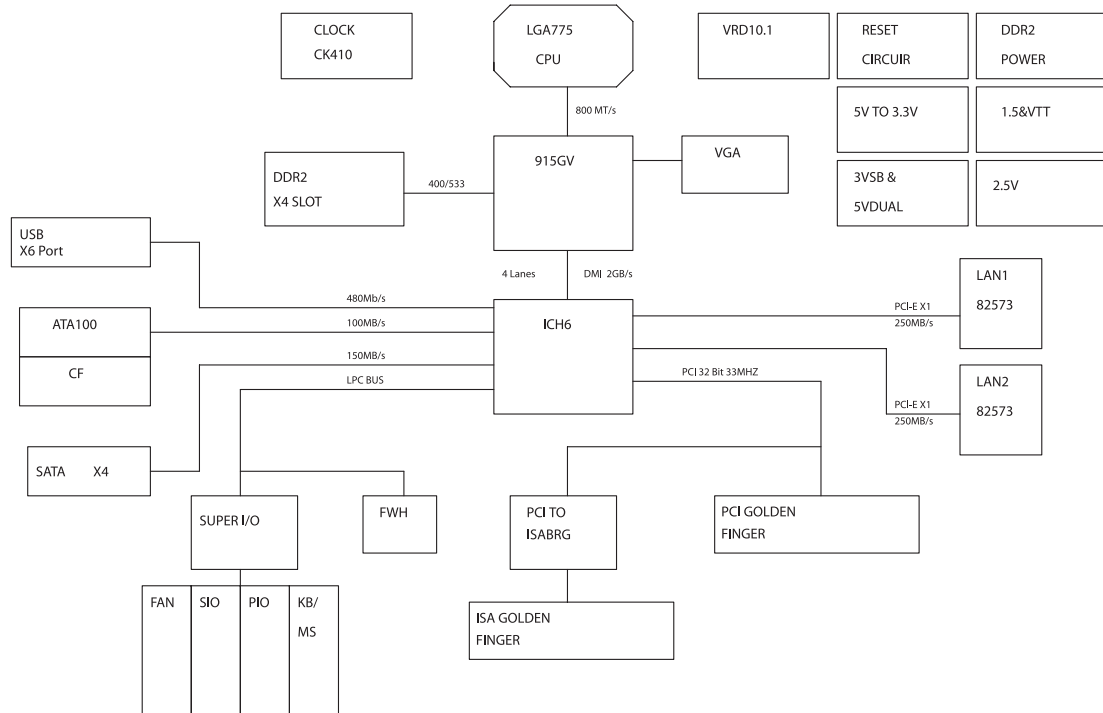 CLOCK
CK410
LGA775
CPU
VRD10.1
RESET
CIRCUIR
DDR2
POWER
800 MT/s
5V TO 3.3V
1.5&VTT
915GV
VGA
DDR2
X4 SLOT
400/533
3VSB &
5VDUAL
2.5V
USB
X6 Port
4 Lanes
DMI 2GB/s
LAN1
82573
480Mb/s
ATA100
100MB/s
ICH6
PCI-E X1
250MB/s
CF
150MB/s
LPC BUS
PCI 32 Bit 33MHZ
LAN2
82573
PCI-E X1
250MB/s
SATA X4
SUPER I/O
FWH
PCI TO
ISABRG
PCI GOLDEN
FINGER
FAN
SIO
PIO
KB/
MS
ISA GOLDEN
FINGER